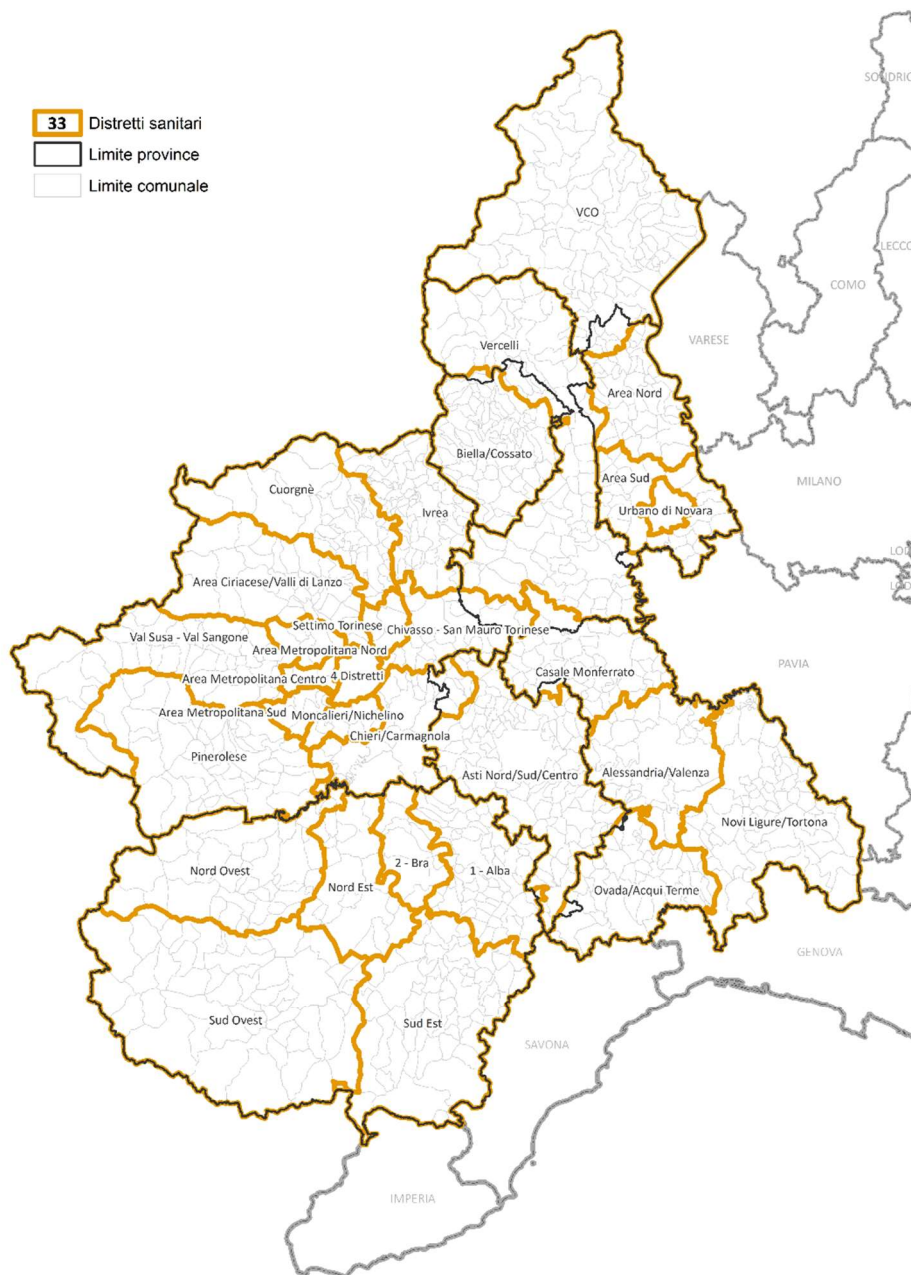 SONDRIO
33 Distretti sanitari
Limite province
Limite comunale
VCO
LECCO
COMO
VARESE
Vercelli
Area Nord
Biella/Cossato
Area Sud
MILANO
Cuorgnè
Ivrea
Urbano di Novara
Area Ciriacese/Valli di Lanzo
Settimo Torinese
Chivasso - San Mauro Torinese
Val Susa - Val Sangone
Area Metropolitana Nord
PAVIA
Area Metropolitana Centro
4 Distretti
Casale Monferrato
Area Metropolitana Sud
Moncalieri/Nichelino
Chieri/Carmagnola
Pinerolese
Asti Nord/Sud/Centro
Alessandria/Valenza
Novi Ligure/Tortona
Nord Ovest
2 - Bra
1 - Alba
Nord Est
Ovada/Acqui Terme
GENOVA
Sud Ovest
Sud Est
SAVONA
IMPERIA